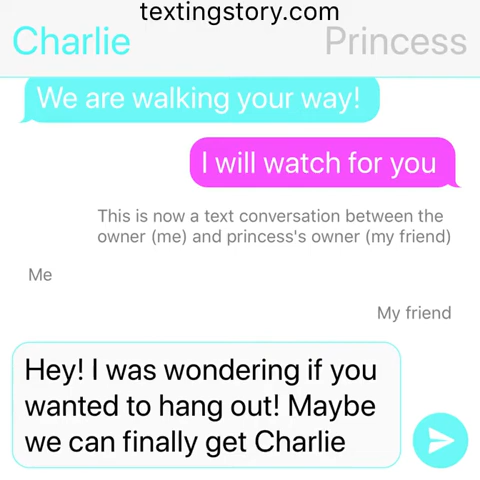 textingstory.com
Charlie
Princess
We are walking your way!
I will watch for you
This is now a text conversation between the
owner (me) and princess's owner (my friend)
Me
My friend
Hey! I was wondering if you
wanted to hang out! Maybe
we can finally get Charlie